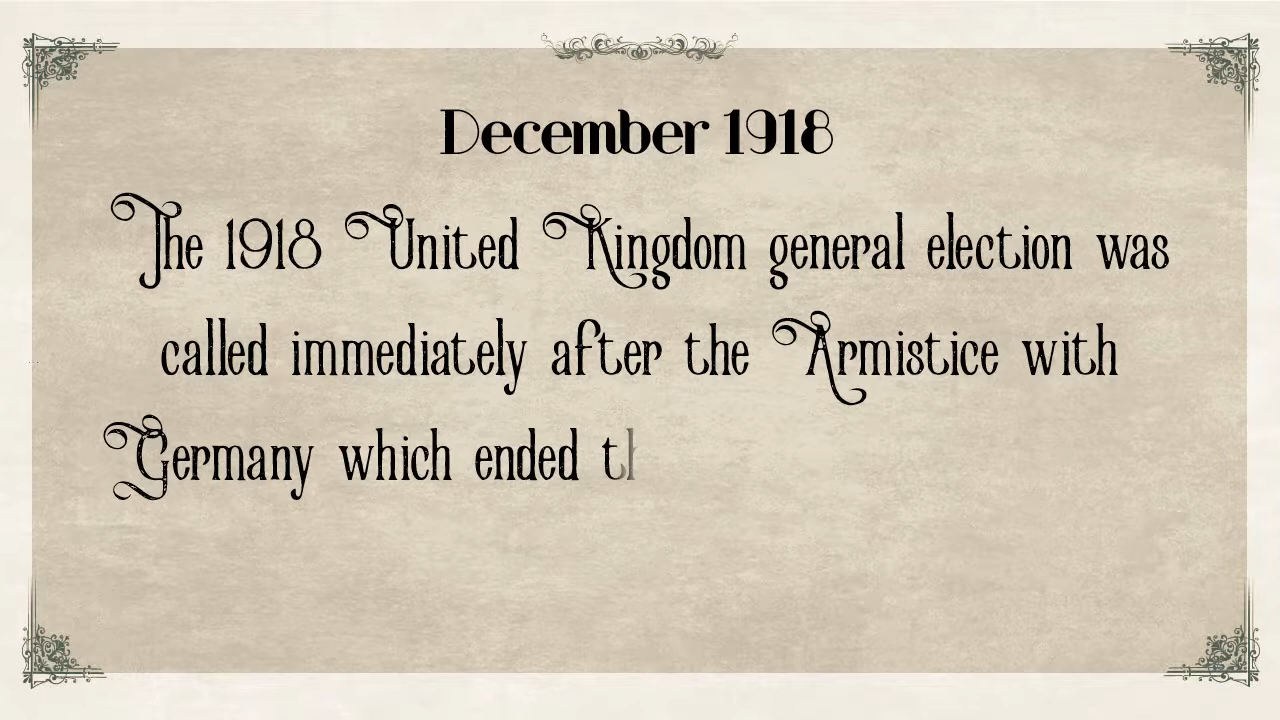 December 1918
The 1918 United Kingdom general election was
called immediately after the Armistice with
Germany which ended th